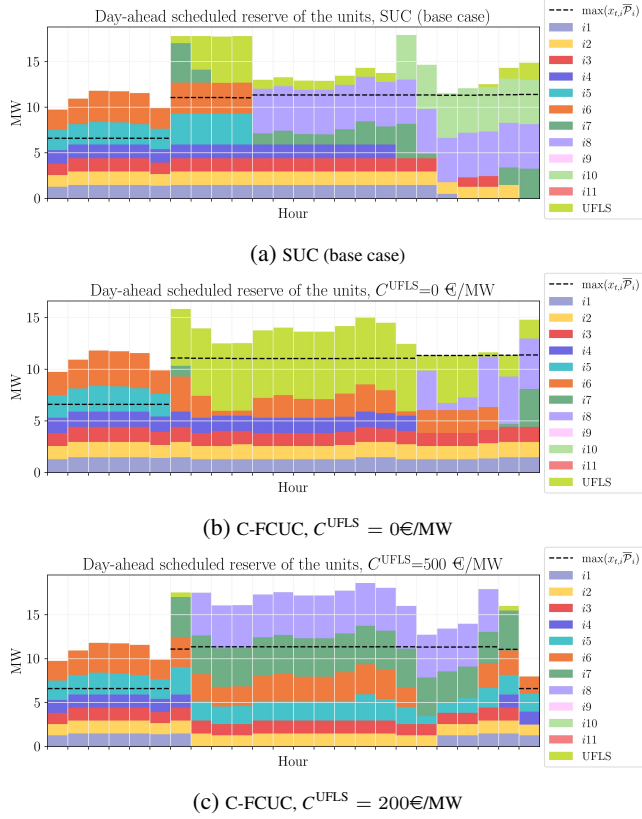 Day-ahead scheduled reserve of the units, SUC (base case)
15
10
5
0
MW
Hour
max(x_{t,i}\overline{P}_i)
i1
i2
i3
i4
i5
i6
i7
i8
i9
i10
i11
UFLS
(a) SUC (base case)
Day-ahead scheduled reserve of the units, C^{UFLS}=0 €/MW
15
10
5
0
MW
Hour
max(x_{t,i}\overline{P}_i)
i1
i2
i3
i4
i5
i6
i7
i8
i9
i10
i11
UFLS
(b) C-FCUC, C^{UFLS} = 0€/MW
Day-ahead scheduled reserve of the units, C^{UFLS}=500 €/MW
15
10
5
0
MW
Hour
max(x_{t,i}\overline{P}_i)
i1
i2
i3
i4
i5
i6
i7
i8
i9
i10
i11
UFLS
(c) C-FCUC, C^{UFLS} = 200€/MW